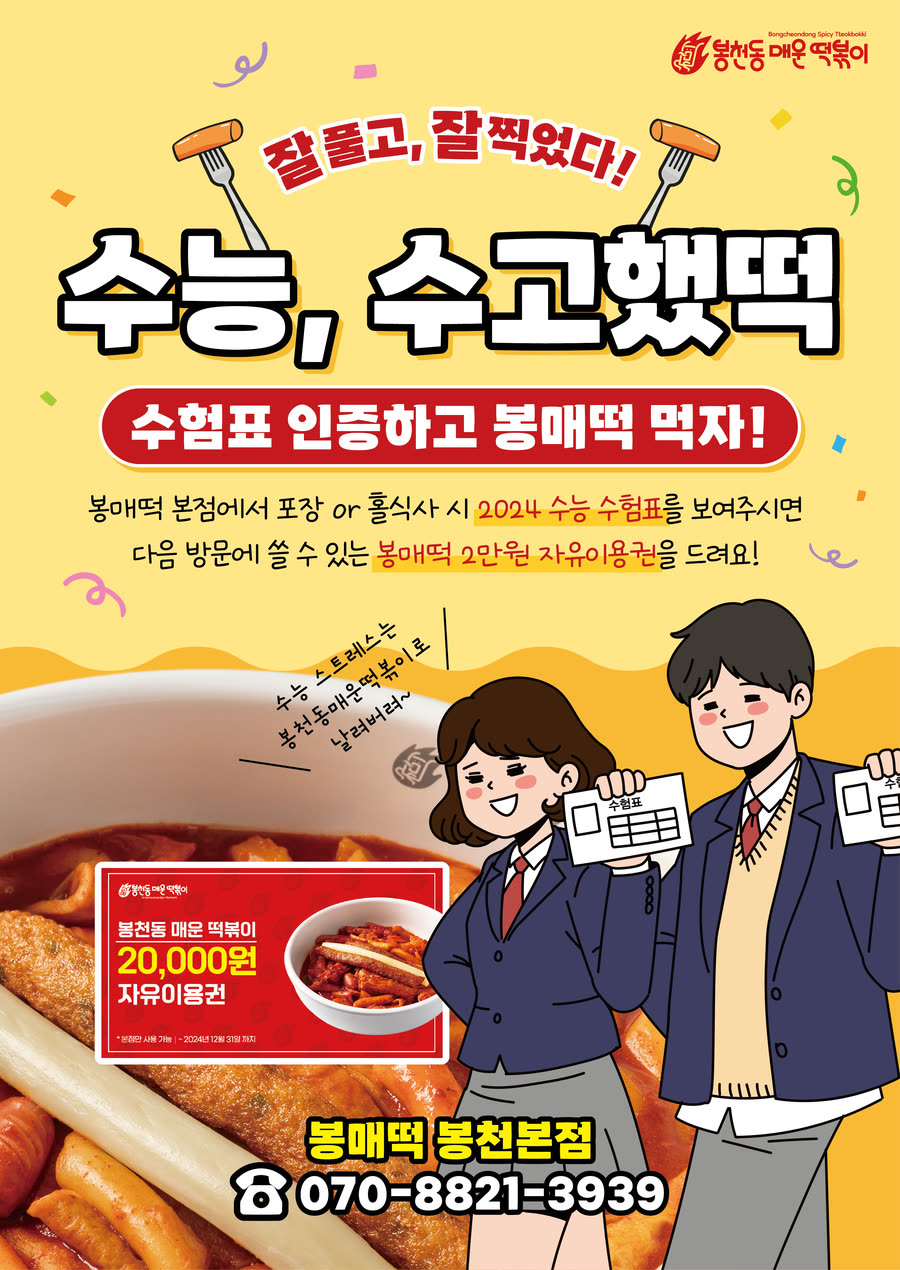 Bongcheondong Spicy Tteokbokki
봉천동 매운 떡볶이
잘 풀고, 잘 찍었다!
수능, 수고했떡
수험표 인증하고 봉매떡 먹자!
봉매떡 본점에서 포장 or 홀식사 시 2024 수능 수험표를 보여주시면
다음 방문에 쓸 수 있는 봉매떡 2만원 자유이용권을 드려요!
수능 스트레스는
봉천동매운떡볶이로
날려버려~
수험표
수험
봉천동 매운 떡볶이
봉천동 매운 떡볶이
20,000원
자유이용권
* 본점만 사용 가능 | ~ 2024년 12월 31일 까지
봉매떡 봉천본점
070-8821-3939